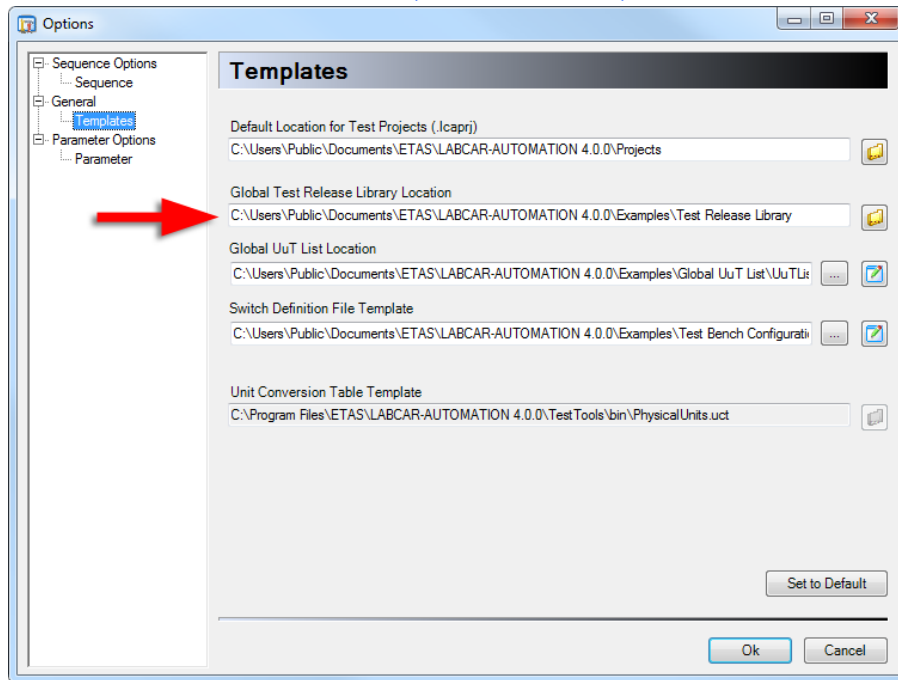 Options
Sequence Options
Sequence
General
Templates
Parameter Options
Parameter
Templates
Default Location for Test Projects (.lcaprj)
C:\Users\Public\Documents\ETAS\LABCAR-AUTOMATION 4.0.0\Projects
Global Test Release Library Location
C:\Users\Public\Documents\ETAS\LABCAR-AUTOMATION 4.0.0\Examples\Test Release Library
Global UuT List Location
C:\Users\Public\Documents\ETAS\LABCAR-AUTOMATION 4.0.0\Examples\Global UuT List\UuTLis
...
Switch Definition File Template
C:\Users\Public\Documents\ETAS\LABCAR-AUTOMATION 4.0.0\Examples\Test Bench Configurati
...
Unit Conversion Table Template
C:\Program Files\ETAS\LABCAR-AUTOMATION 4.0.0\TestTools\bin\PhysicalUnits.uct
Set to Default
Ok
Cancel